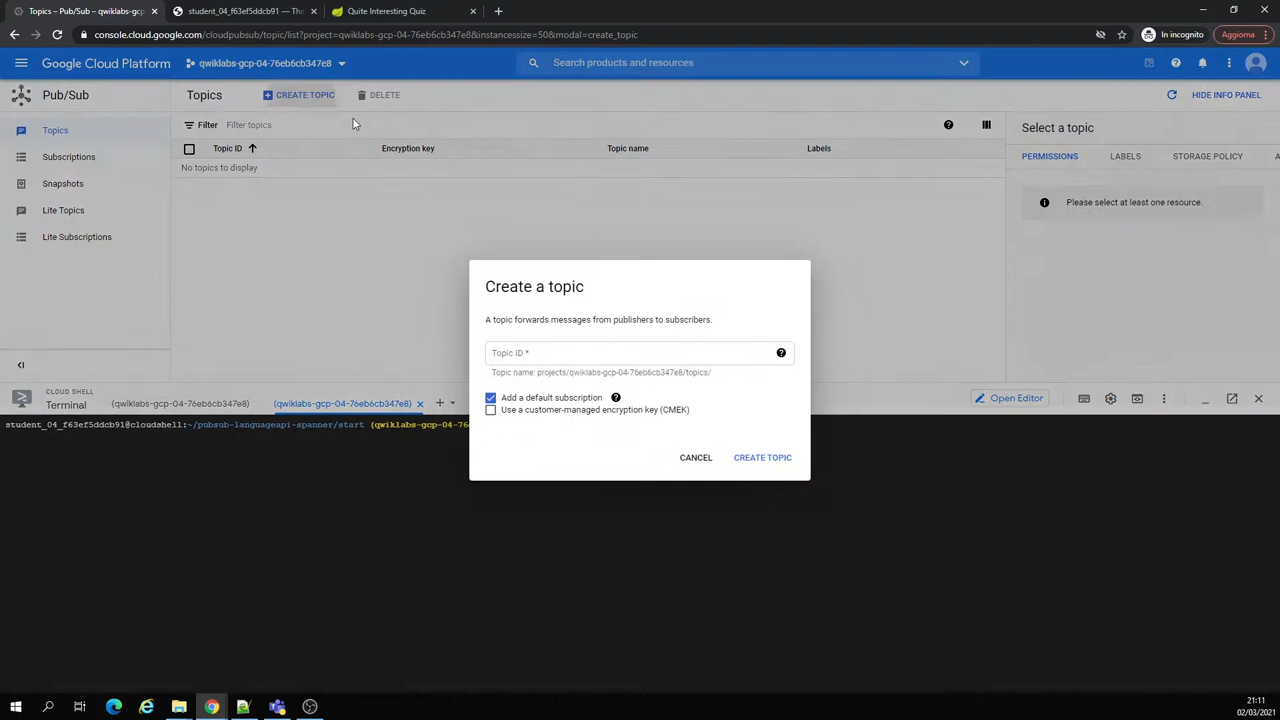 Topics – Pub/Sub – qwiklabs-gc
student_04_f63ef5ddcb91 — The
Quite Interesting Quiz
console.cloud.google.com/cloudpubsub/topic/list?project=qwiklabs-gcp-04-76eb6cb347e8&instancesize=50&modal=create_topic
In incognito
Aggiorna
Google Cloud Platform
qwiklabs-gcp-04-76eb6cb347e8
Search products and resources
Pub/Sub
Topics
CREATE TOPIC
DELETE
HIDE INFO PANEL
Topics
Subscriptions
Snapshots
Lite Topics
Lite Subscriptions
Filter
Filter topics
Topic ID
Encryption key
Topic name
Labels
No topics to display
Select a topic
PERMISSIONS
LABELS
STORAGE POLICY
A
Please select at least one resource.
Create a topic
A topic forwards messages from publishers to subscribers.
Topic ID *
Topic name: projects/qwiklabs-gcp-04-76eb6cb347e8/topics/
Add a default subscription
Use a customer-managed encryption key (CMEK)
CANCEL
CREATE TOPIC
CLOUD SHELL
Terminal
(qwiklabs-gcp-04-76eb6cb347e8)
(qwiklabs-gcp-04-76eb6cb347e8)
Open Editor
student_04_f63ef5ddcb91@cloudshell:~/pubsub-languageapi-spanner/start (qwiklabs-gcp-04-76
21:11
02/03/2021